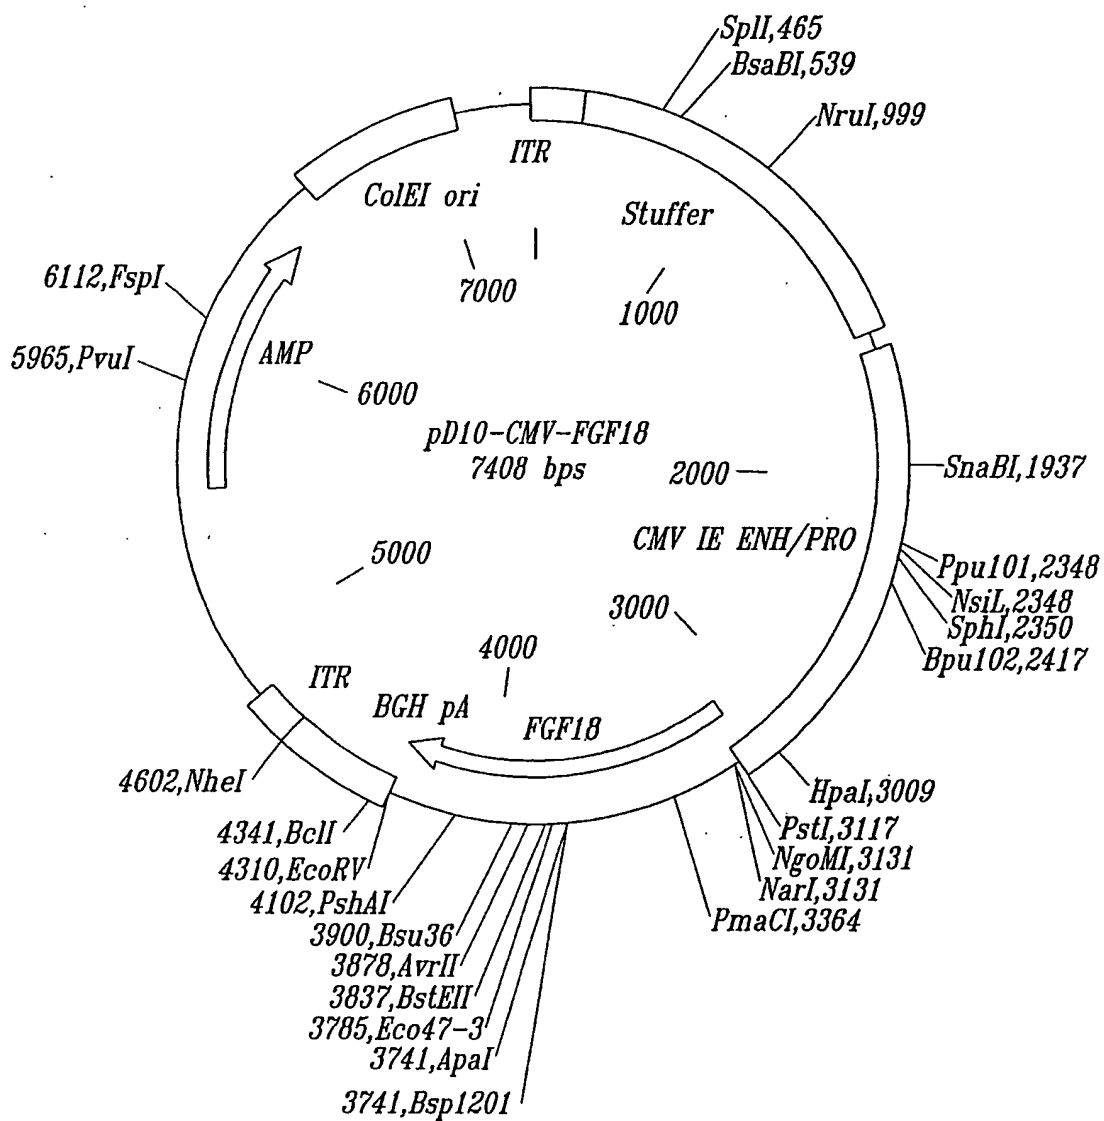 SplI,465
BsaBI,539
NruI,999
ITR
ColEI ori
Stuffer
6112,FspI
7000
1000
5965,PvuI
AMP
6000
pD10-CMV-FGF18
7408 bps
2000
SnaBI,1937
CMV IE ENH/PRO
5000
Ppu101,2348
NsiL,2348
3000
SphI,2350
4000
Bpu102,2417
ITR
BGH pA
FGF18
4602,NheI
HpaI,3009
4341,BclI
PstI,3117
4310,EcoRV
NgoMI,3131
4102,PshAI
NarI,3131
3900,Bsu36
PmaCI,3364
3878,AvrII
3837,BstEII
3785,Eco47-3
3741,ApaI
3741,Bsp1201